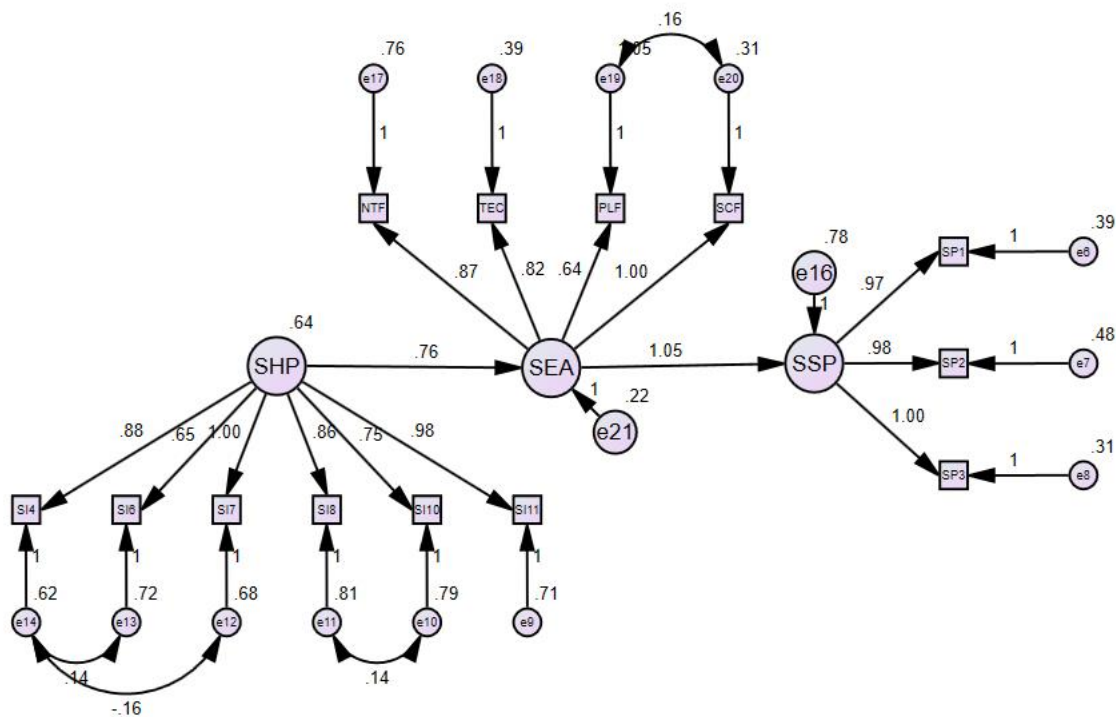 .16
.76
.39
1.05
.31
e17
e18
e19
e20
1
1
1
1
NTF
TEC
PLF
SCF
.78
.39
.87
.82
.64
1.00
e16
.97
SP1
1
e6
1
.64
.48
SHP
.76
SEA
1.05
SSP
.98
SP2
1
e7
1
.22
e21
1.00
.31
.88
.65
1.00
.86
.75
.98
SP3
1
e8
SI4
SI6
SI7
SI8
SI10
SI11
1
1
1
1
1
1
.62
.72
.68
.81
.79
.71
e14
e13
e12
e11
e10
e9
.14
.14
-.16